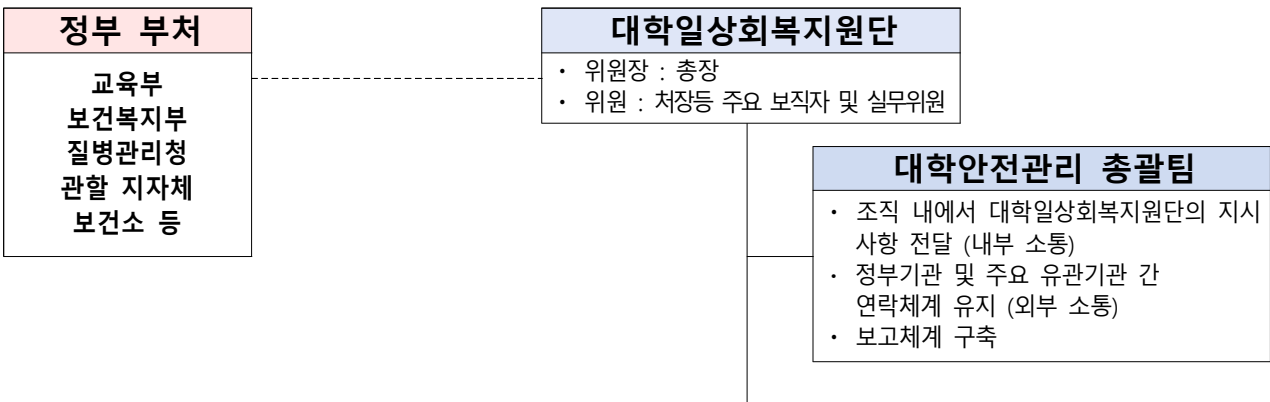 정부 부처
교육부
보건복지부
질병관리청
관할 지자체
보건소 등
대학일상회복지원단
· 위원장 : 총장
· 위원 : 처장등 주요 보직자 및 실무위원
대학안전관리 총괄팀
· 조직 내에서 대학일상회복지원단의 지시
사항 전달 (내부 소통)
· 정부기관 및 주요 유관기관 간
연락체계 유지 (외부 소통)
· 보고체계 구축